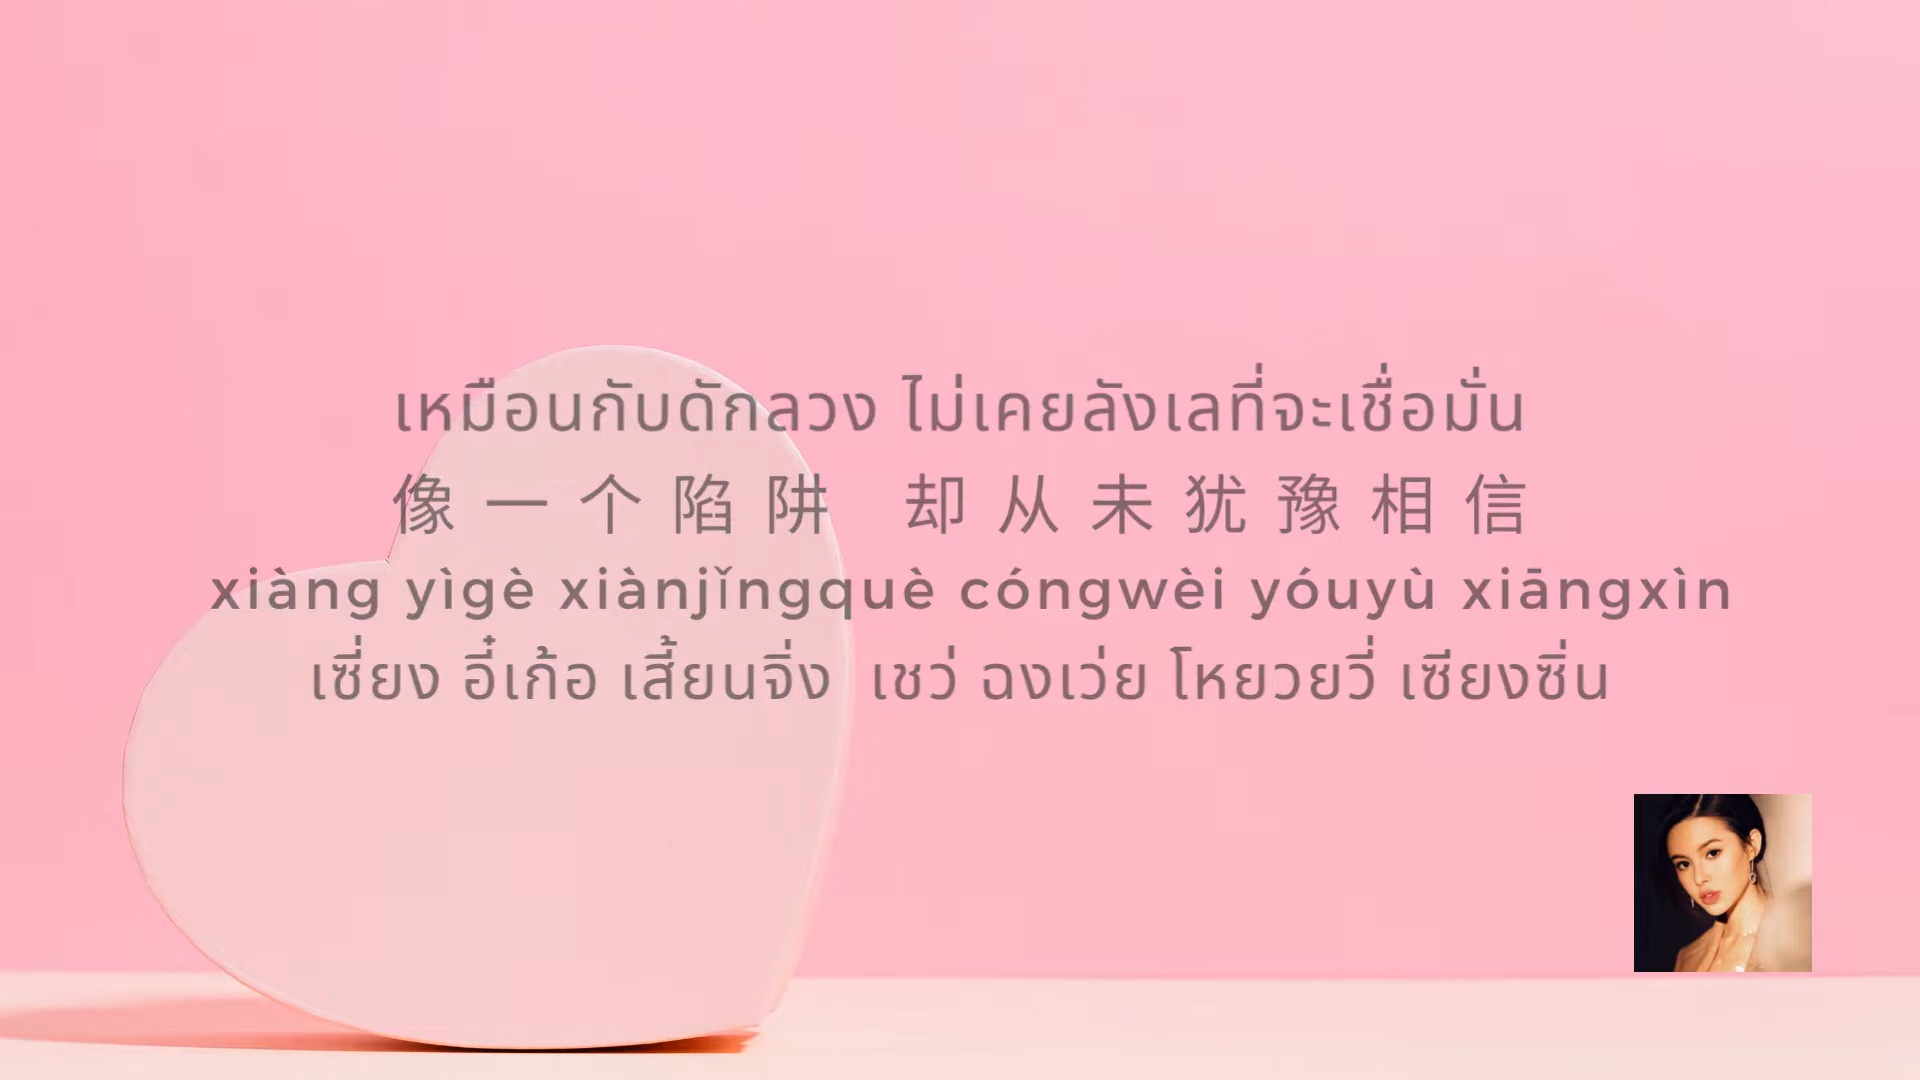 เหมือนกับดักลวง ไม่เคยลังเลที่จะเชื่อมั่น
像一个陷阱 却从未犹豫相信
xiàng yìgè xiànjǐngquè cóngwèi yóuyù xiāngxìn
เซี่ยง อี๋เก้อ เสี้ยนจิ่ง เชว่ ฉงเว่ย โหยวยวี่ เซียงซิ่น